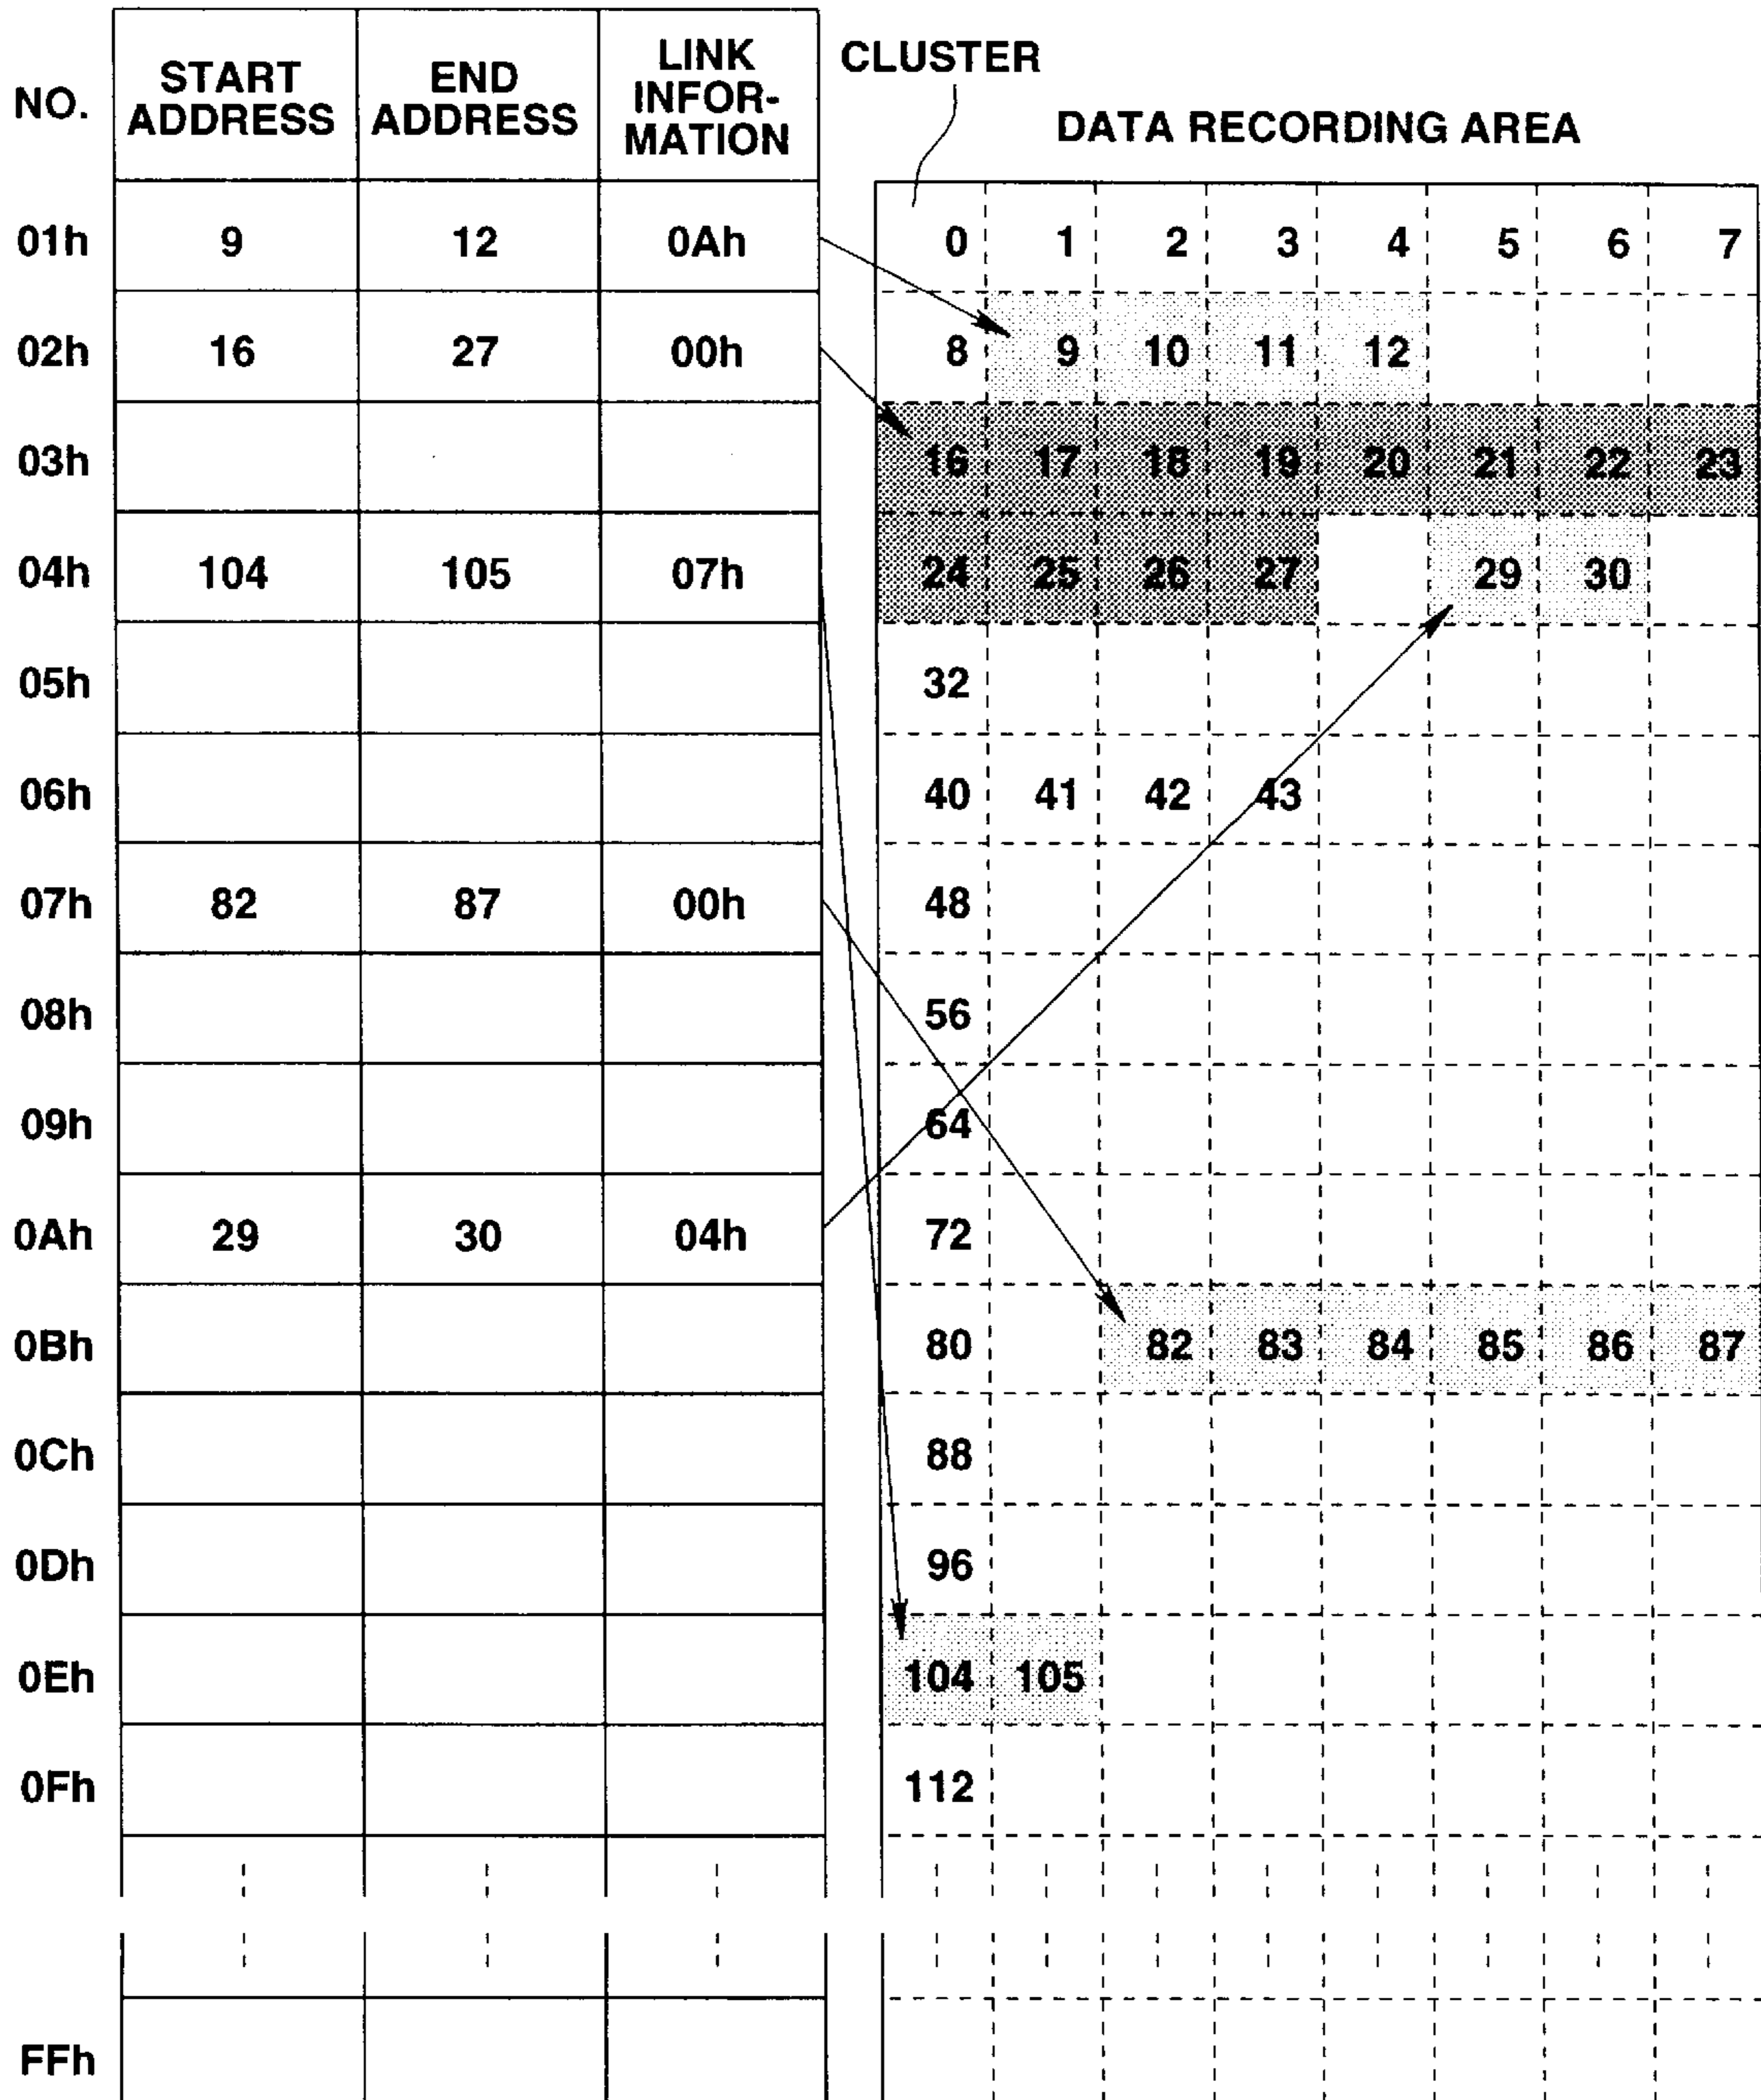 NO.
START ADDRESS
END ADDRESS
LINK INFOR-MATION
CLUSTER
DATA RECORDING AREA
01h 9 12 0Ah
02h 16 27 00h
03h
04h 104 105 07h
05h
06h
07h 82 87 00h
08h
09h
0Ah 29 30 04h
0Bh
0Ch
0Dh
0Eh
0Fh
FFh
0 1 2 3 4 5 6 7
8 9 10 11 12
16 17 18 19 20 21 22 23
24 25 26 27 29 30
32
40 41 42 43
48
56
64
72
80 82 83 84 85 86 87
88
96
104 105
112